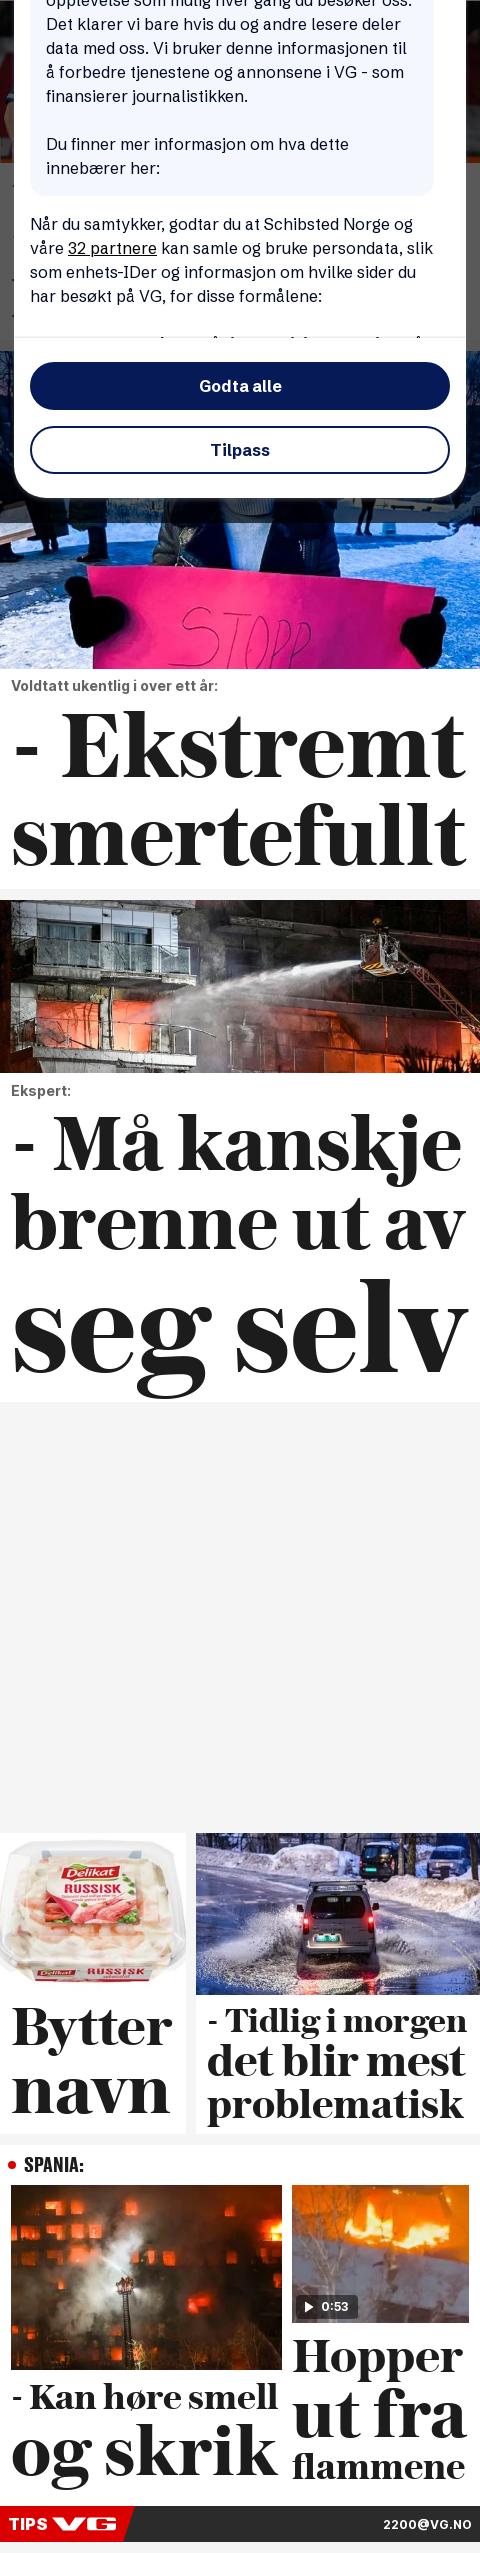 opplevelse som mulig hver gang du besøker oss.
Det klarer vi bare hvis du og andre lesere deler
data med oss. Vi bruker denne informasjonen til
å forbedre tjenestene og annonsene i VG - som
finansierer journalistikken.
Du finner mer informasjon om hva dette
innebærer her:
Når du samtykker, godtar du at Schibsted Norge og
våre 32 partnere kan samle og bruke persondata, slik
som enhets-IDer og informasjon om hvilke sider du
har besøkt på VG, for disse formålene:
Godta alle
Tilpass
STOPP
Voldtatt ukentlig i over ett år:
- Ekstremt
smertefullt
Ekspert:
- Må kanskje
brenne ut av
seg selv
Delikat
RUSSISK
Delikat RUSSISK
Bytter
navn
- Tidlig i morgen
det blir mest
problematisk
SPANIA:
0:53
- Kan høre smell
og skrik
Hopper
ut fra
flammene
TIPS VG
2200@VG.NO